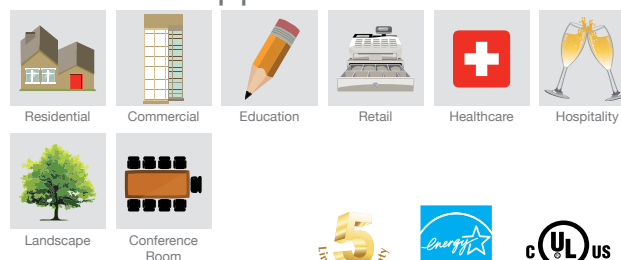 Residential
Commercial
Education
Retail
Healthcare
Hospitality
Landscape
Conference
Room
5
energy
c UL US